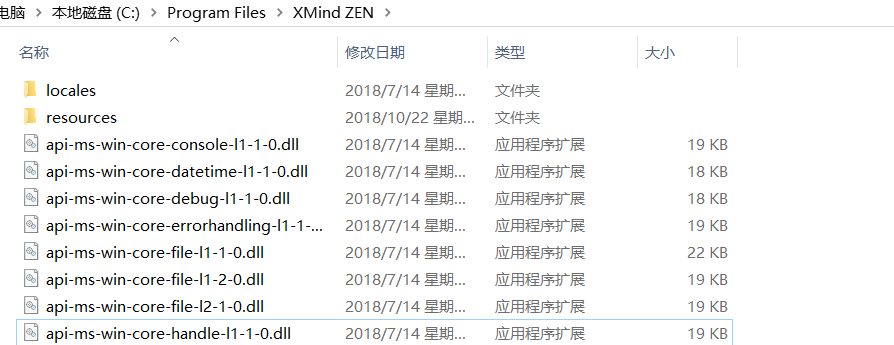 电脑 > 本地磁盘 (C:) > Program Files > XMind ZEN >
名称 修改日期 类型 大小
locales 2018/7/14 星期... 文件夹
resources 2018/10/22 星期... 文件夹
api-ms-win-core-console-l1-1-0.dll 2018/7/14 星期... 应用程序扩展 19 KB
api-ms-win-core-datetime-l1-1-0.dll 2018/7/14 星期... 应用程序扩展 18 KB
api-ms-win-core-debug-l1-1-0.dll 2018/7/14 星期... 应用程序扩展 18 KB
api-ms-win-core-errorhandling-l1-1-... 2018/7/14 星期... 应用程序扩展 19 KB
api-ms-win-core-file-l1-1-0.dll 2018/7/14 星期... 应用程序扩展 22 KB
api-ms-win-core-file-l1-2-0.dll 2018/7/14 星期... 应用程序扩展 19 KB
api-ms-win-core-file-l2-1-0.dll 2018/7/14 星期... 应用程序扩展 19 KB
api-ms-win-core-handle-l1-1-0.dll 2018/7/14 星期... 应用程序扩展 19 KB